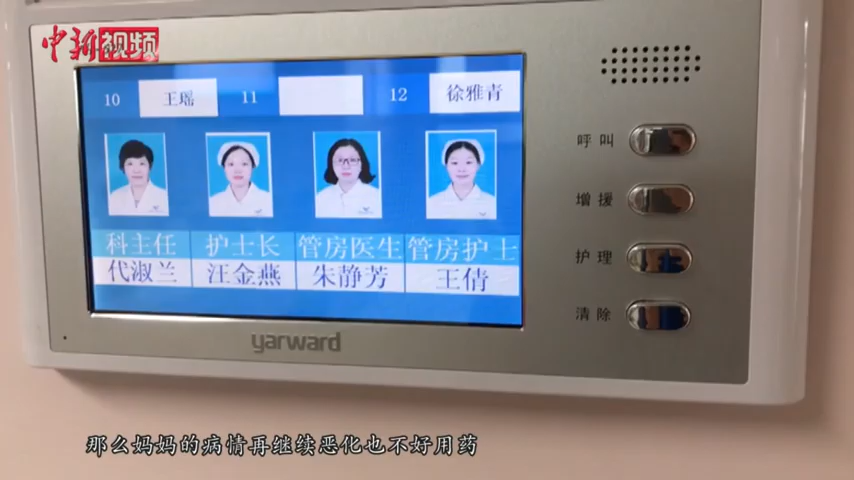 中新视频
10 王瑶 11 12 徐雅青
科主任 护士长 管房医生 管房护士
代淑兰 汪金燕 朱静芳 王倩
呼叫
增援
护理
清除
yarward
那么妈妈的病情再继续恶化也不好用药